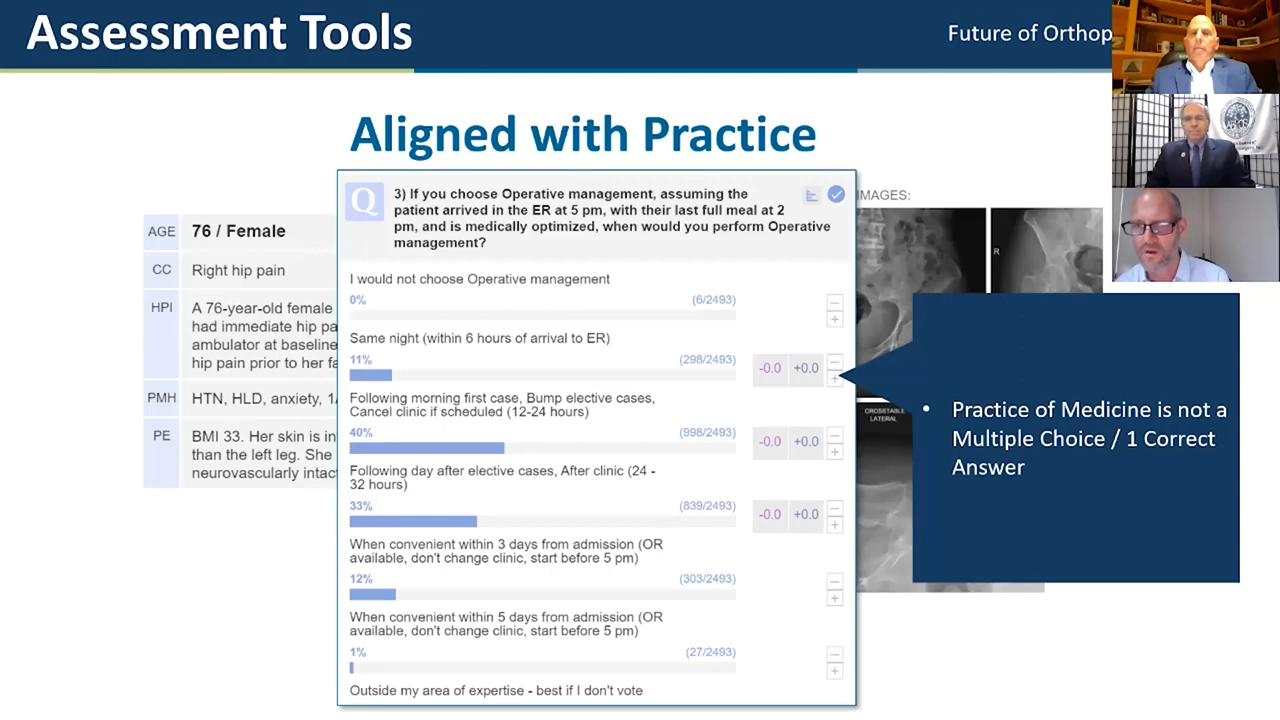 Assessment Tools
Future of Orthop
Aligned with Practice
AGE
76 / Female
CC
Right hip pain
HPI
A 76-year-old female
had immediate hip pa
ambulator at baseline
hip pain prior to her fa
PMH
HTN, HLD, anxiety, 1/
PE
BMI 33. Her skin is in
than the left leg. She
neurovascularly intac
Q
3) If you choose Operative management, assuming the
patient arrived in the ER at 5 pm, with their last full meal at 2
pm, and is medically optimized, when would you perform Operative
management?
I would not choose Operative management
0% (6/2493)
Same night (within 6 hours of arrival to ER)
11% (298/2493) -0.0 +0.0
Following morning first case, Bump elective cases,
Cancel clinic if scheduled (12-24 hours)
40% (998/2493) -0.0 +0.0
Following day after elective cases, After clinic (24 -
32 hours)
33% (839/2493) -0.0 +0.0
When convenient within 3 days from admission (OR
available, don't change clinic, start before 5 pm)
12% (303/2493)
When convenient within 5 days from admission (OR
available, don't change clinic, start before 5 pm)
1% (27/2493)
Outside my area of expertise - best if I don't vote
IMAGES:
R
CROSSTABLE
LATERAL
• Practice of Medicine is not a
Multiple Choice / 1 Correct
Answer